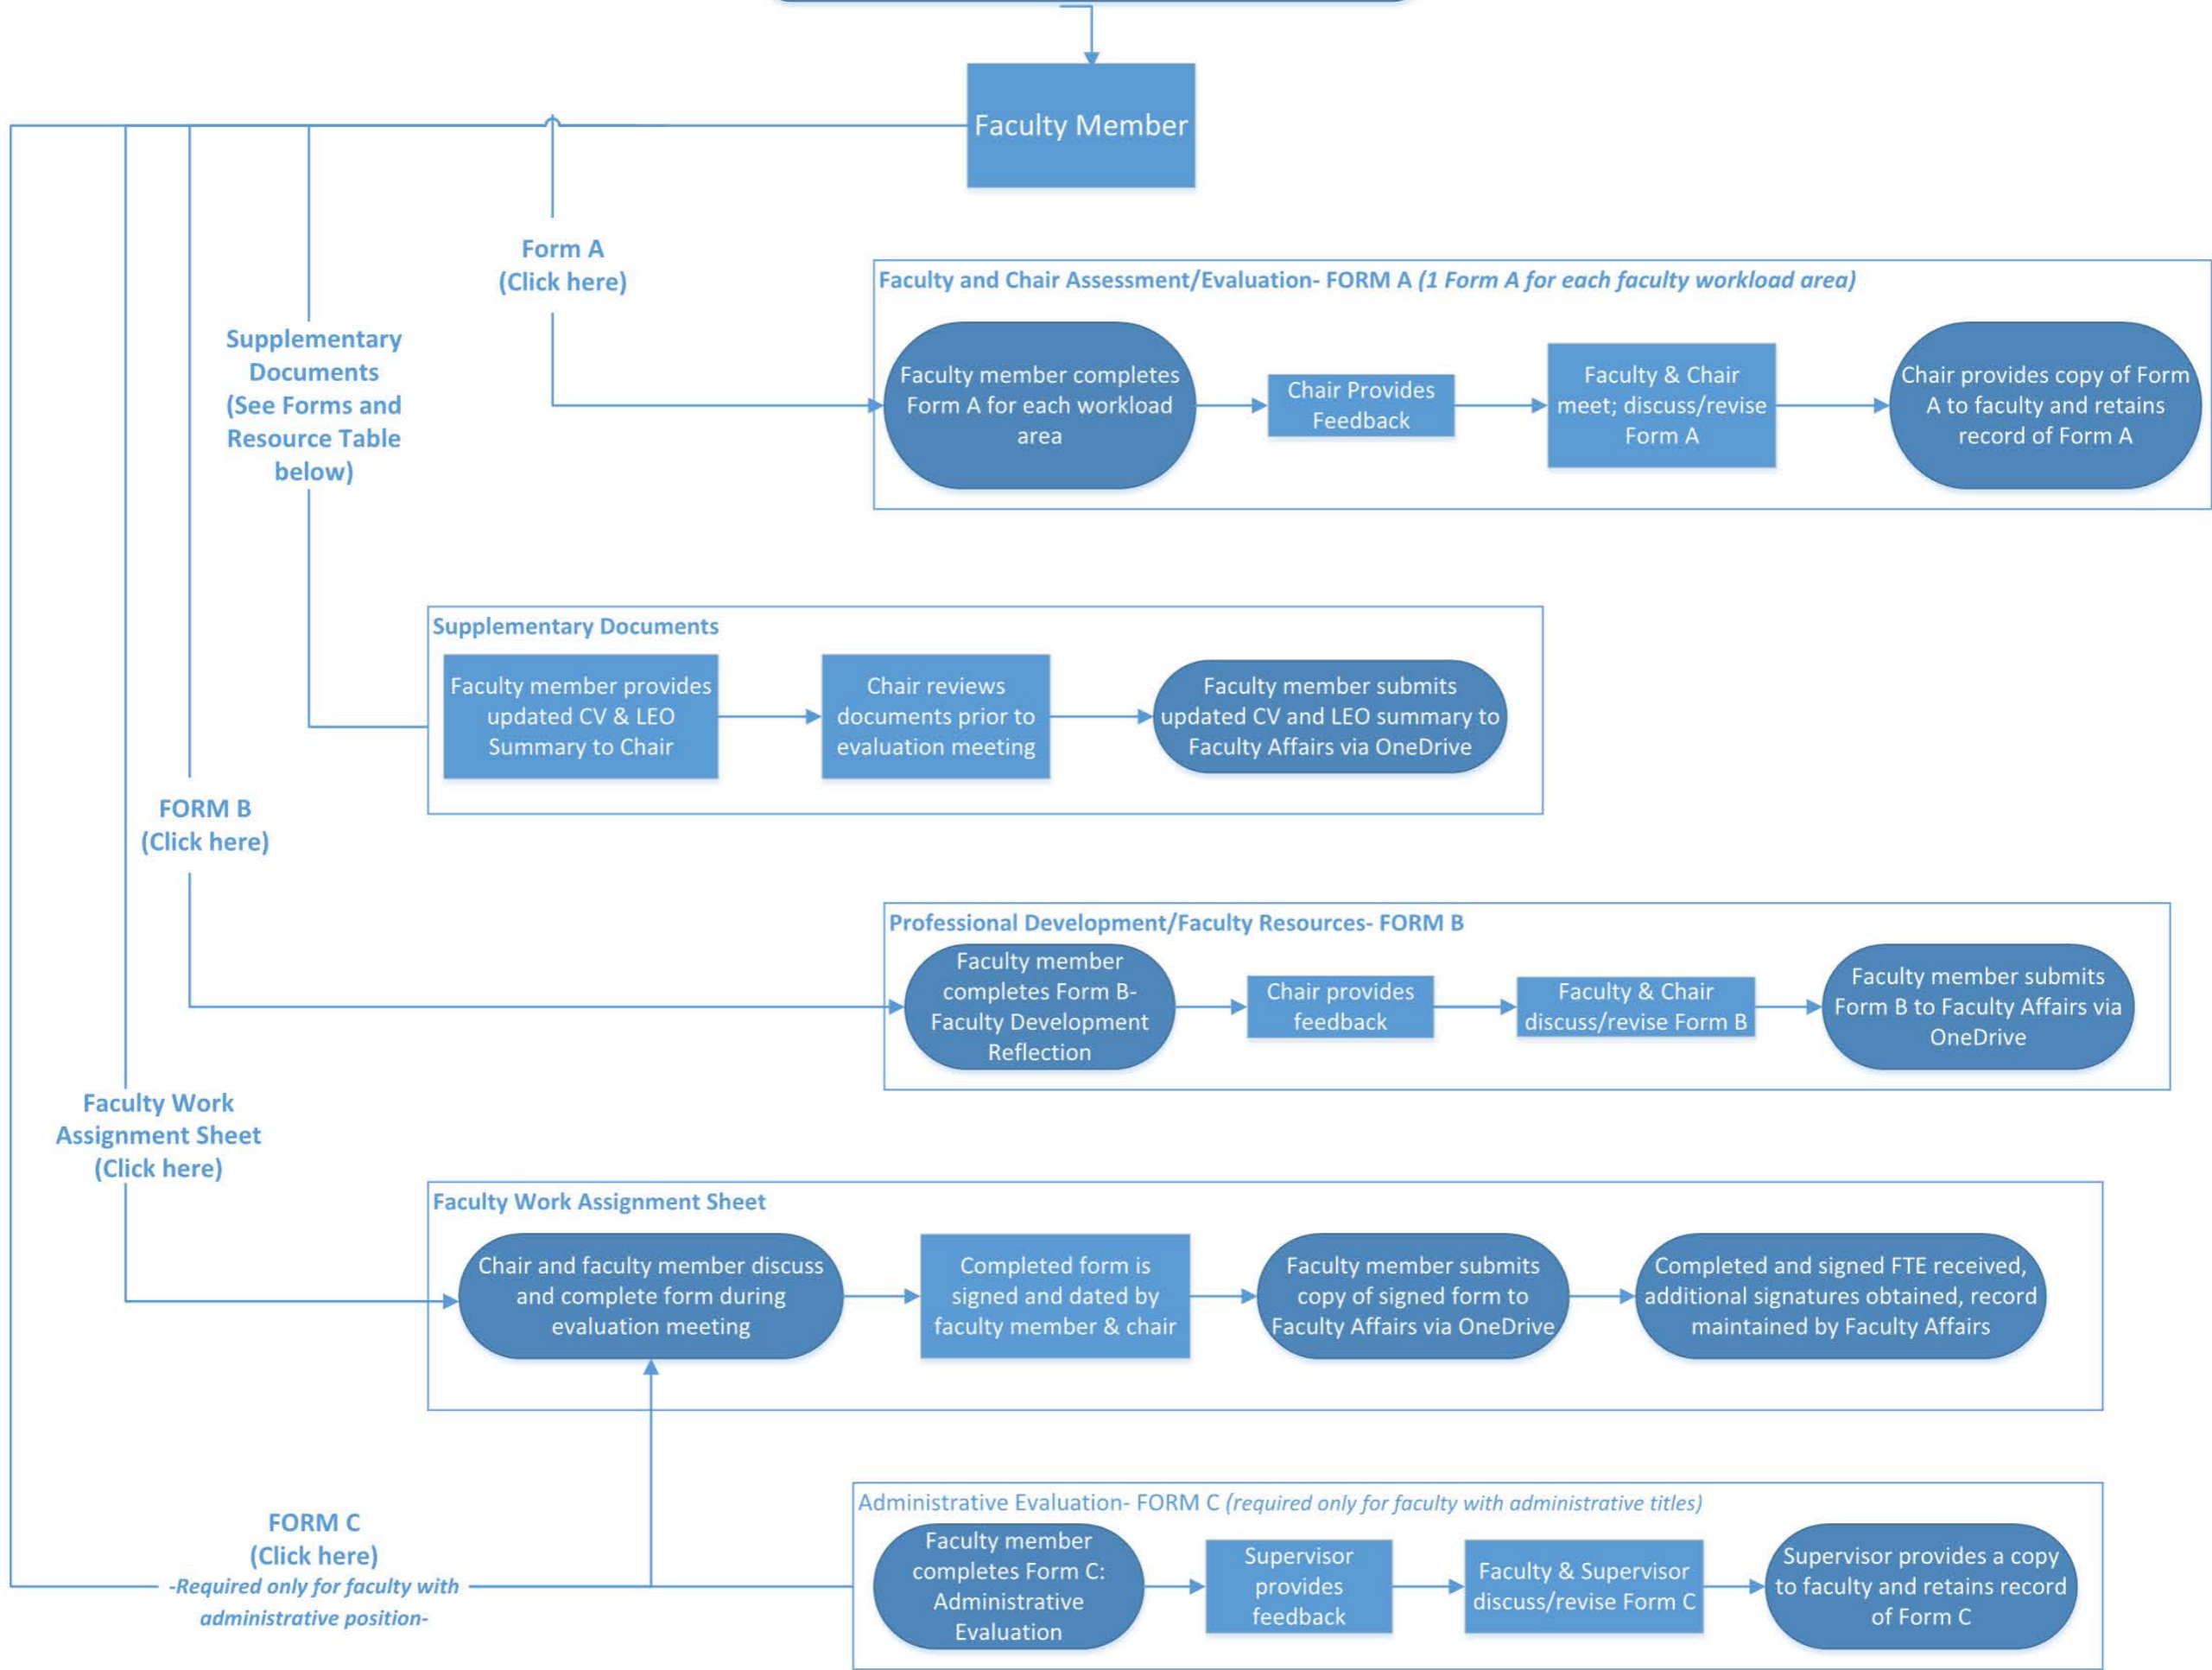 Faculty Member
Form A
(Click here)
Faculty and Chair Assessment/Evaluation- FORM A (1 Form A for each faculty workload area)
Faculty member completes
Form A for each workload
area
Chair Provides
Feedback
Faculty & Chair
meet; discuss/revise
Form A
Chair provides copy of Form
A to faculty and retains
record of Form A
Supplementary
Documents
(See Forms and
Resource Table
below)
Supplementary Documents
Faculty member provides
updated CV & LEO
Summary to Chair
Chair reviews
documents prior to
evaluation meeting
Faculty member submits
updated CV and LEO summary to
Faculty Affairs via OneDrive
FORM B
(Click here)
Professional Development/Faculty Resources- FORM B
Faculty member
completes Form B-
Faculty Development
Reflection
Chair provides
feedback
Faculty & Chair
discuss/revise Form B
Faculty member submits
Form B to Faculty Affairs via
OneDrive
Faculty Work
Assignment Sheet
(Click here)
Faculty Work Assignment Sheet
Chair and faculty member discuss
and complete form during
evaluation meeting
Completed form is
signed and dated by
faculty member & chair
Faculty member submits
copy of signed form to
Faculty Affairs via OneDrive
Completed and signed FTE received,
additional signatures obtained, record
maintained by Faculty Affairs
FORM C
(Click here)
-Required only for faculty with
administrative position-
Administrative Evaluation- FORM C (required only for faculty with administrative titles)
Faculty member
completes Form C:
Administrative
Evaluation
Supervisor
provides
feedback
Faculty & Supervisor
discuss/revise Form C
Supervisor provides a copy
to faculty and retains record
of Form C